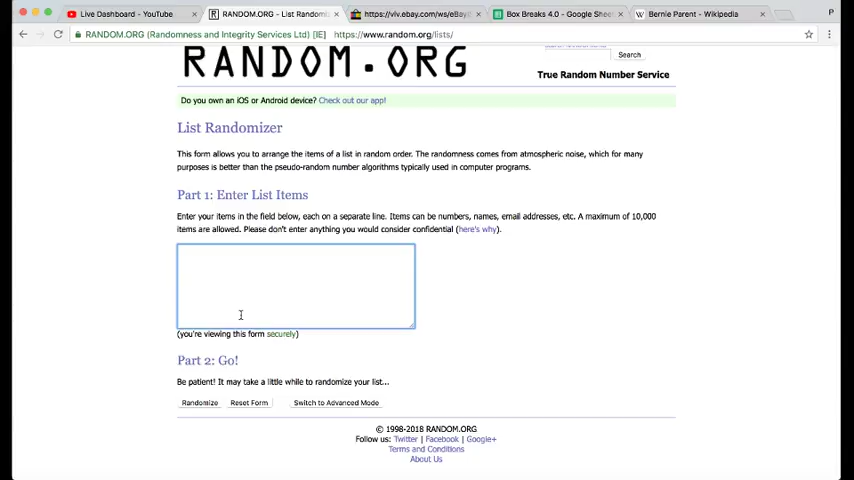 Live Dashboard - YouTube
RANDOM.ORG - List Randomiz
https://viv.ebay.com/ws/eBay
Box Breaks 4.0 - Google Sheet
Bernie Parent - Wikipedia
P
RANDOM.ORG (Randomness and Integrity Services Ltd) [IE]
https://www.random.org/lists/
RANDOM.ORG
Search
True Random Number Service
Do you own an iOS or Android device? Check out our app!
List Randomizer
This form allows you to arrange the items of a list in random order. The randomness comes from atmospheric noise, which for many
purposes is better than the pseudo-random number algorithms typically used in computer programs.
Part 1: Enter List Items
Enter your items in the field below, each on a separate line. Items can be numbers, names, email addresses, etc. A maximum of 10,000
items are allowed. Please don't enter anything you would consider confidential (here's why).
(you're viewing this form securely)
Part 2: Go!
Be patient! It may take a little while to randomize your list...
Randomize
Reset Form
Switch to Advanced Mode
© 1998-2018 RANDOM.ORG
Follow us: Twitter | Facebook | Google+
Terms and Conditions
About Us